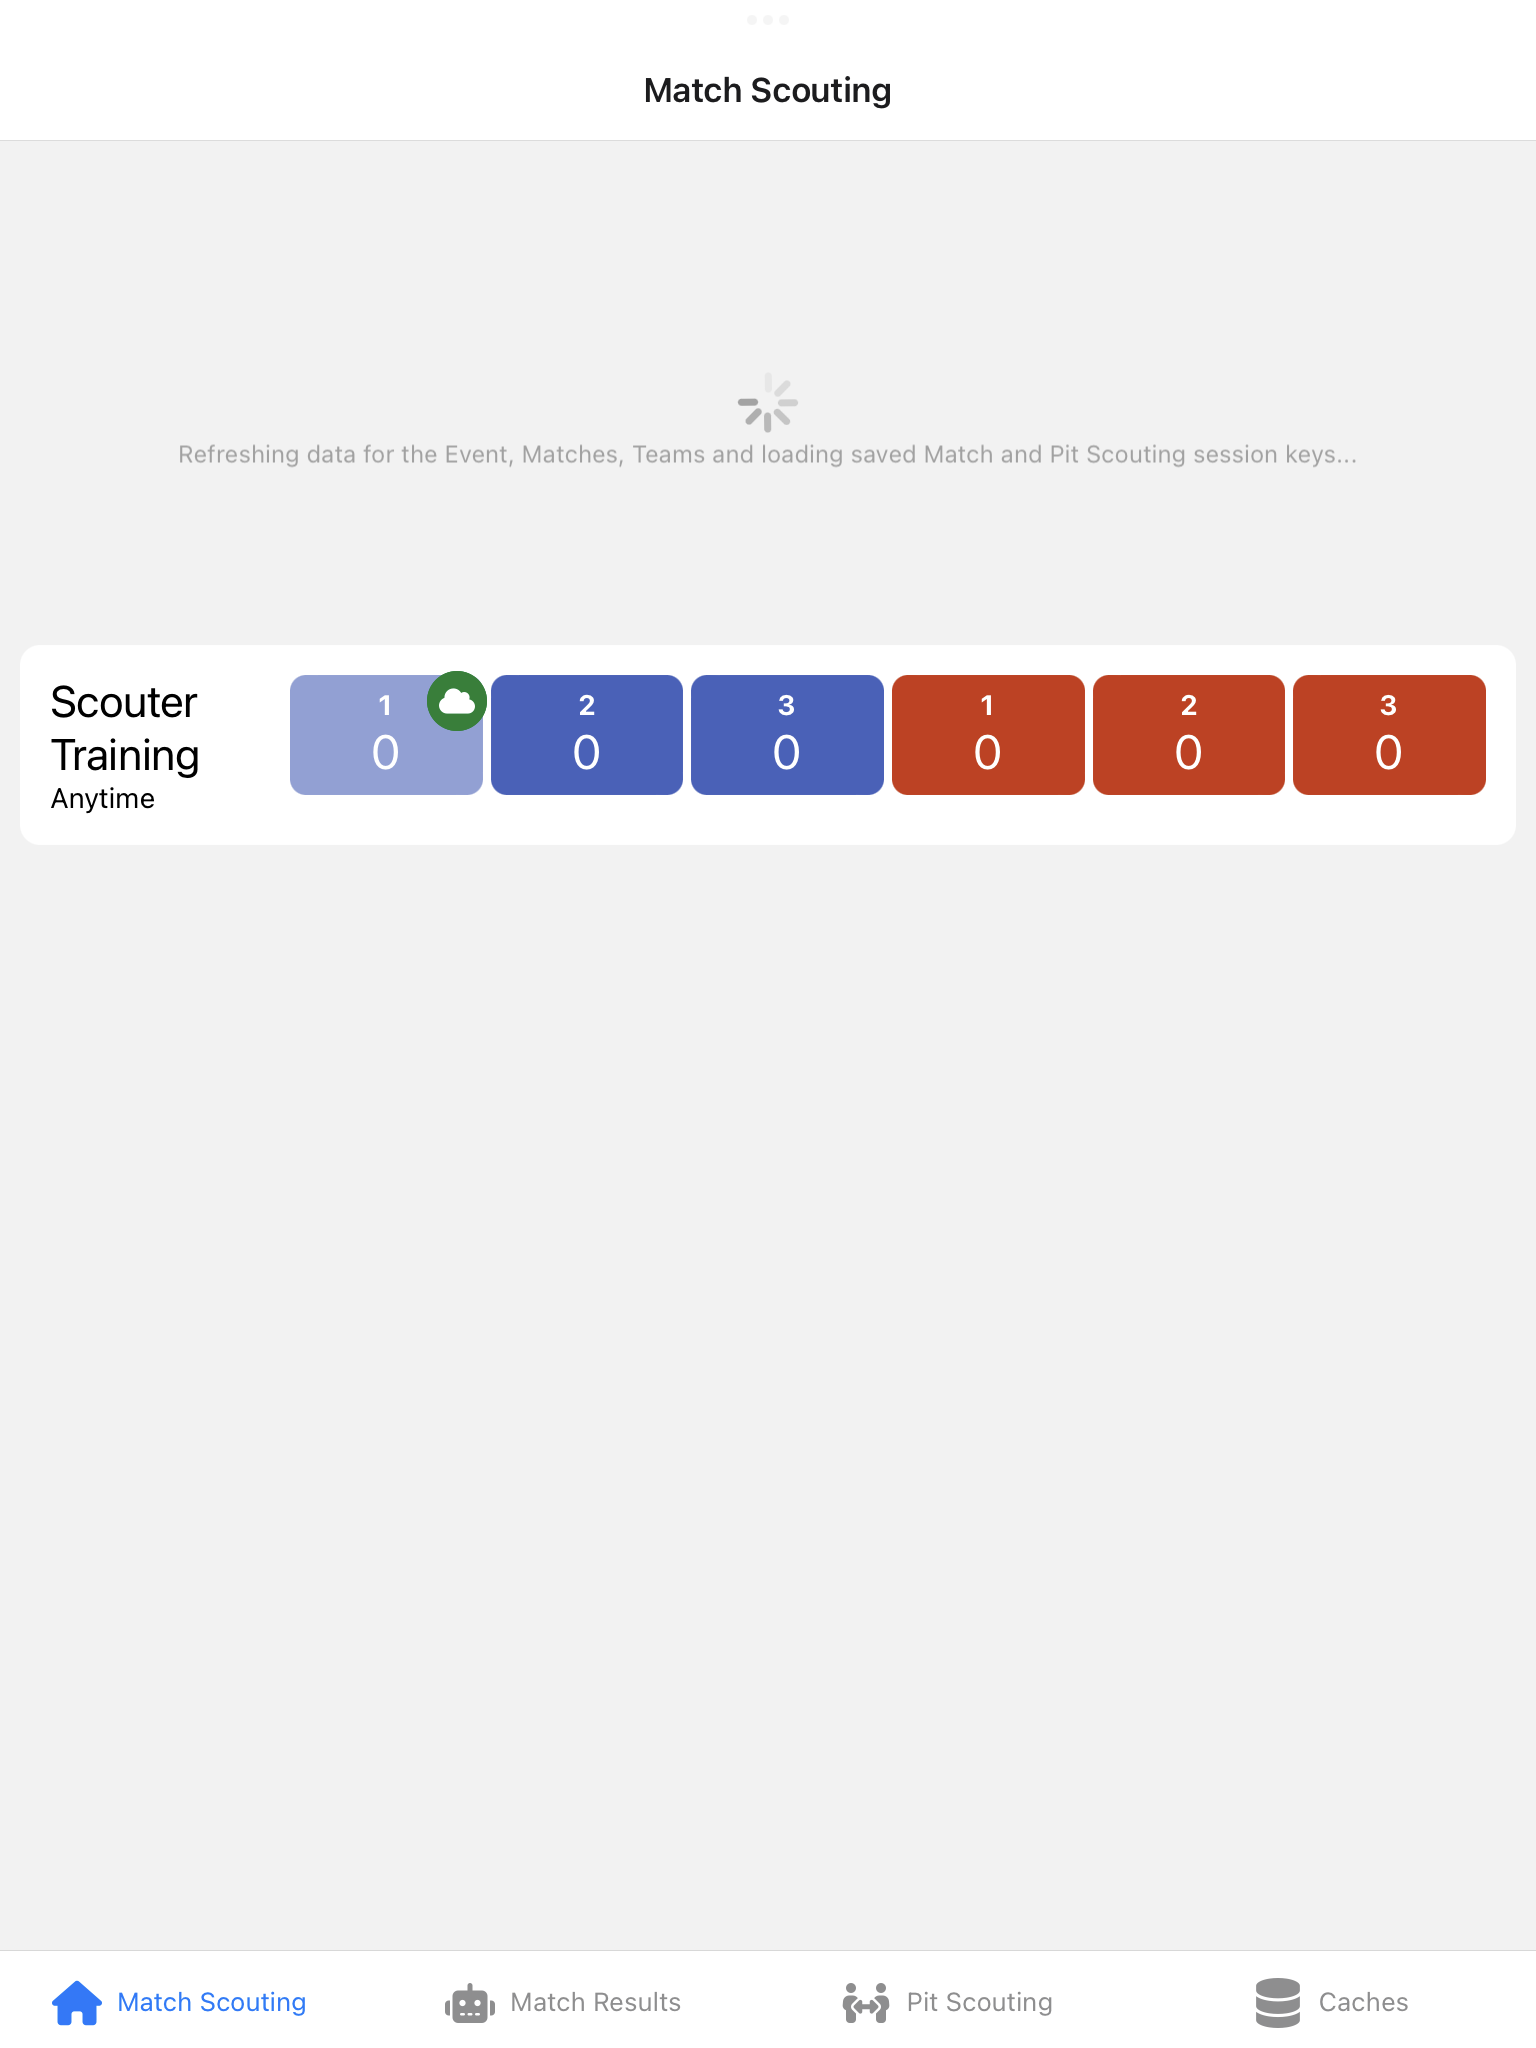 Match Scouting
Refreshing data for the Event, Matches, Teams and loading saved Match and Pit Scouting session keys...
Scouter
Training
Anytime
1 2 3 1 2 3
0 0 0 0 0 0
Match Scouting Match Results Pit Scouting Caches